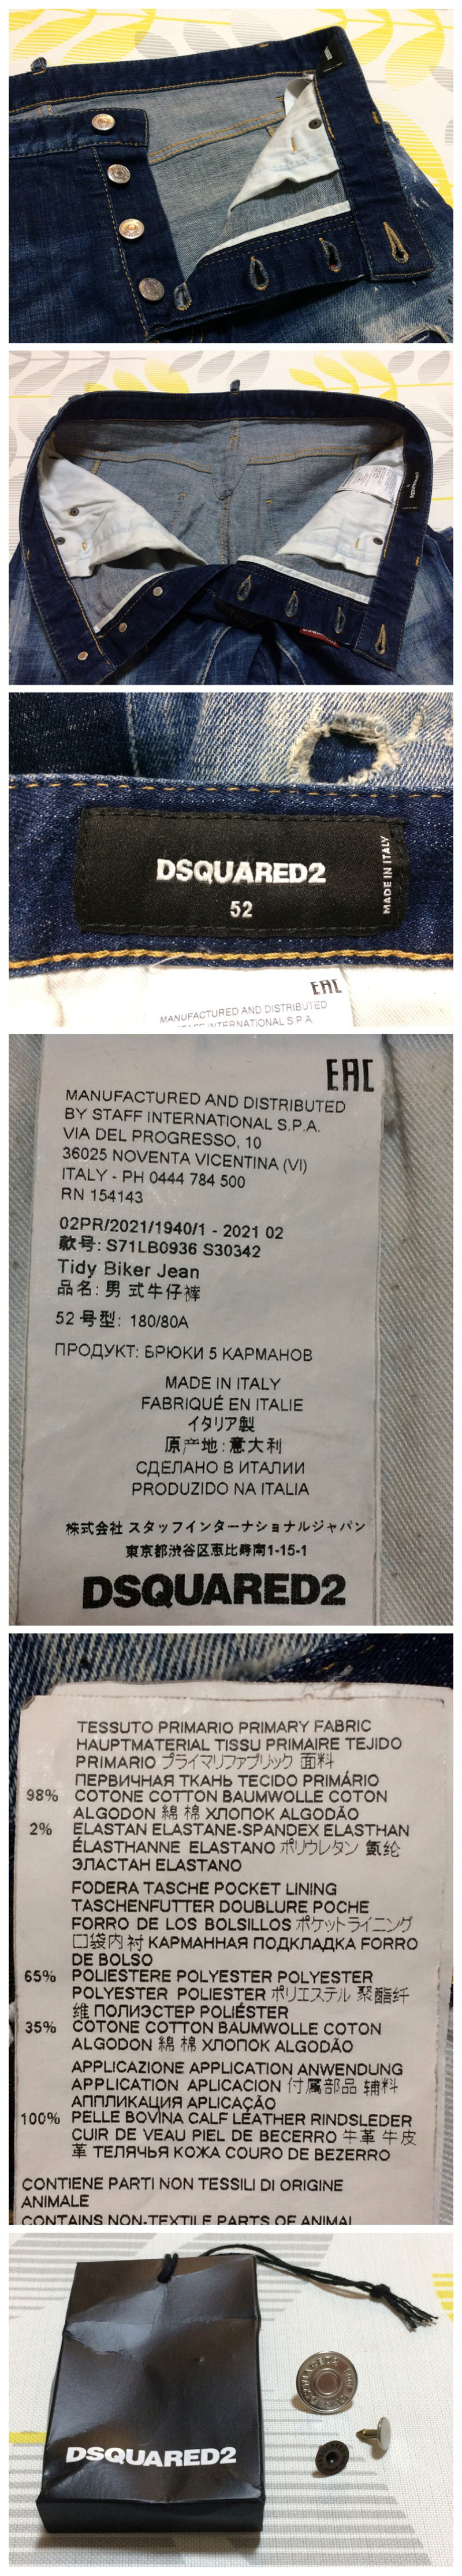 DSQUARED2
52
MADE IN ITALY
EAC
MANUFACTURED AND DISTRIBUTED
STAFF INTERNATIONAL S.P.A.
EAC
MANUFACTURED AND DISTRIBUTED
BY STAFF INTERNATIONAL S.P.A.
VIA DEL PROGRESSO, 10
36025 NOVENTA VICENTINA (VI)
ITALY - PH 0444 784 500
RN 154143
02PR/2021/1940/1 - 2021 02
款号: S71LB0936 S30342
Tidy Biker Jean
品名: 男 式牛仔裤
52 号型: 180/80A
ПРОДУКТ: БРЮКИ 5 КАРМАНОВ
MADE IN ITALY
FABRIQUÉ EN ITALIE
イタリア製
原产地: 意大利
СДЕЛАНО В ИТАЛИИ
PRODUZIDO NA ITALIA
株式会社 スタッフインターナショナルジャパン
東京都渋谷区恵比寿南1-15-1
DSQUARED2
TESSUTO PRIMARIO PRIMARY FABRIC
HAUPTMATERIAL TISSU PRIMAIRE TEJIDO
PRIMARIO プライマリファブリック 面料
ПЕРВИЧНАЯ ТКАНЬ TECIDO PRIMÁRIO
98% COTONE COTTON BAUMWOLLE COTON
ALGODON 綿 棉 ХЛОПОК ALGODÃO
2% ELASTAN ELASTANE-SPANDEX ELASTHAN
ÉLASTHANNE ELASTANO ポリウレタン 氨纶
ЭЛАСТАН ELASTANO
FODERA TASCHE POCKET LINING
TASCHENFUTTER DOUBLURE POCHE
FORRO DE LOS BOLSILLOS ポケットライニング
口袋内衬 КАРМАННАЯ ПОДКЛАДКА FORRO
DE BOLSO
65% POLIESTERE POLYESTER POLYESTER
POLYESTER POLIESTER ポリエステル 聚酯纤
维 ПОЛИЭСТЕР POLIÉSTER
35% COTONE COTTON BAUMWOLLE COTON
ALGODON 綿 棉 ХЛОПОК ALGODÃO
APPLICAZIONE APPLICATION ANWENDUNG
APPLICATION APLICACION 付属部品 辅料
АППЛИКАЦИЯ APLICAÇÃO
100% PELLE BOVINA CALF LEATHER RINDSLEDER
CUIR DE VEAU PIEL DE BECERRO 牛革 牛皮
革 ТЕЛЯЧЬЯ КОЖА COURO DE BEZERRO
CONTIENE PARTI NON TESSILI DI ORIGINE
ANIMALE
CONTAINS NON-TEXTILE PARTS OF ANIMAL
DSQUARED2